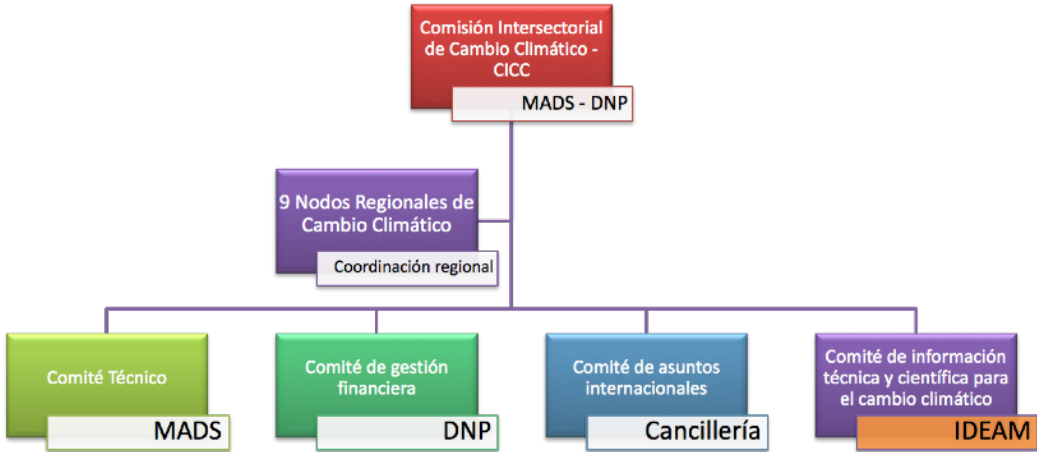 Comisión Intersectorial
de Cambio Climático -
CICC
MADS - DNP
9 Nodos Regionales de
Cambio Climático
Coordinación regional
Comité Técnico
MADS
Comité de gestión
financiera
DNP
Comité de asuntos
internacionales
Cancillería
Comité de información
técnica y científica para
el cambio climático
IDEAM